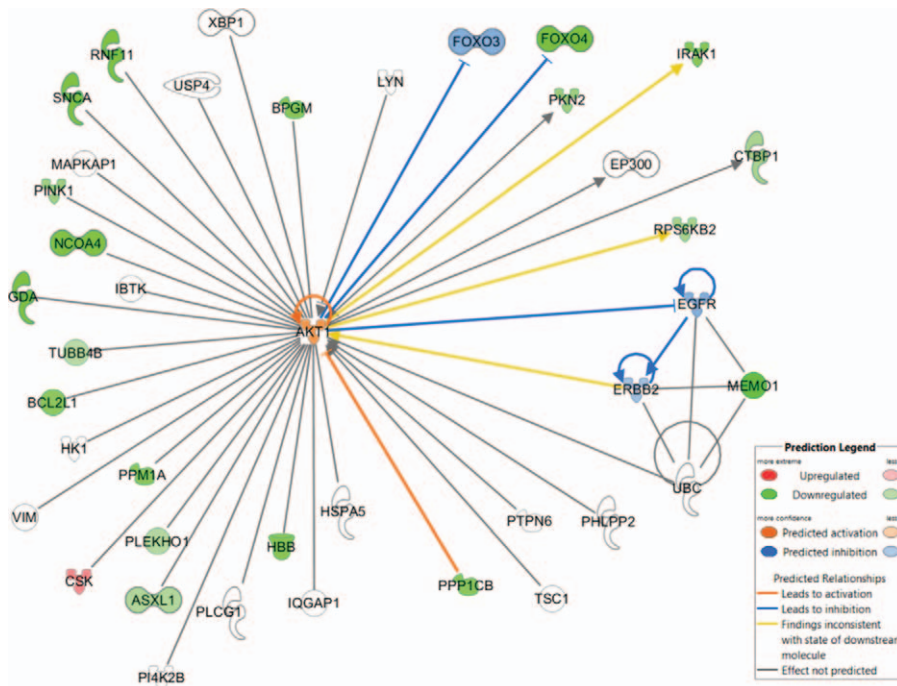 XBP1
FOXO3
FOXO4
RNF11
IRAK1
USP4
LYN
SNCA
BPGM
PKN2
MAPKAP1
EP300
CTBP1
PINK1
RPS6KB2
NCOA4
IBTK
GDA
EGFR
AKT1
TUBB4B
ERBB2
MEMO1
BCL2L1
HK1
PPM1A
UBC
VIM
HSPA5
PTPN6
PHLPP2
PLEKHO1
HBB
CSK
PPP1CB
ASXL1
PLCG1
IQGAP1
TSC1
PI4K2B
Prediction Legend
more extreme less
Upregulated
Downregulated
more confidence less
Predicted activation
Predicted inhibition
Predicted Relationships
Leads to activation
Leads to inhibition
Findings inconsistent
with state of downstream
molecule
Effect not predicted